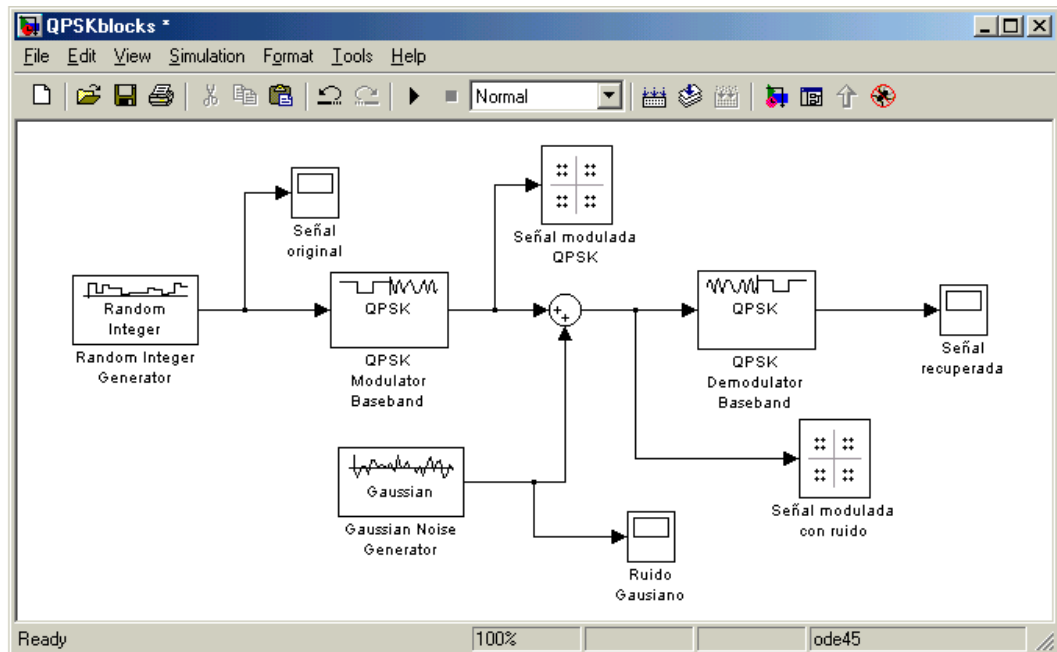 QPSKblocks *
File Edit View Simulation Format Tools Help
Normal
Señal
original
Señal modulada
QPSK
Random
Integer
Random Integer
Generator
QPSK
QPSK
Modulator
Baseband
QPSK
QPSK
Demodulator
Baseband
Señal
recuperada
Gaussian
Gaussian Noise
Generator
Señal modulada
con ruido
Ruido
Gausiano
Ready 100% ode45